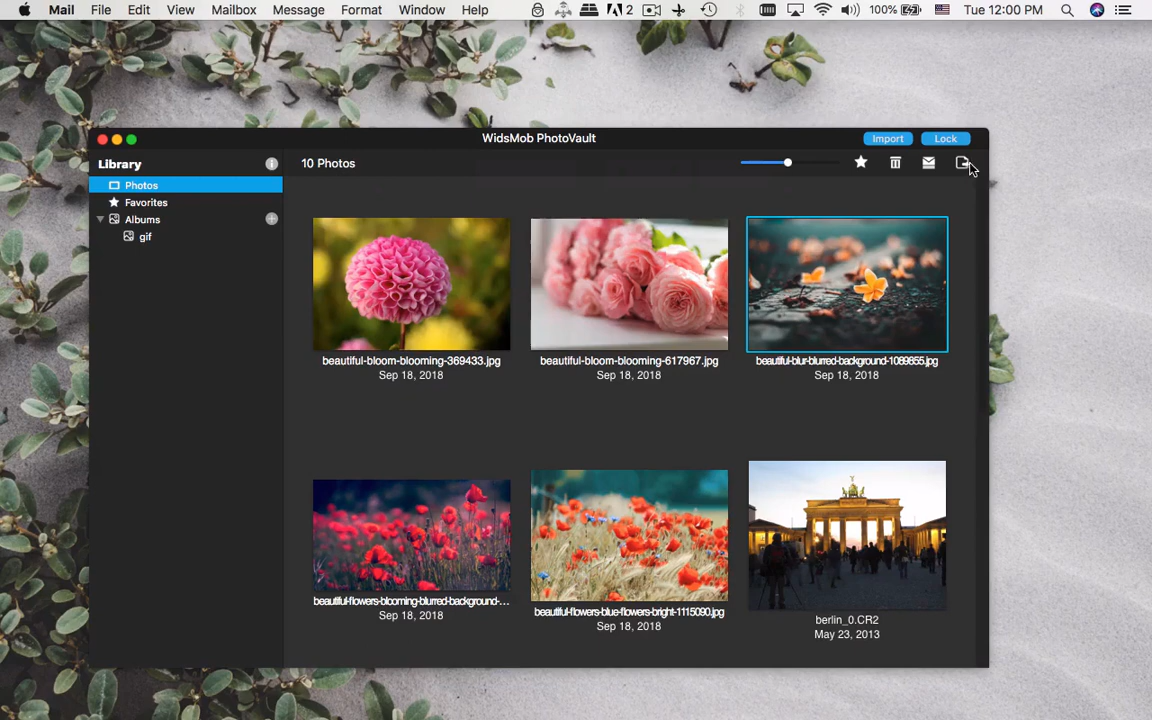 Mail File Edit View Mailbox Message Format Window Help 2 100% Tue 12:00 PM
WidsMob PhotoVault Import Lock
Library 10 Photos
Photos
Favorites
Albums
gif
beautiful-bloom-blooming-369433.jpg
Sep 18, 2018
beautiful-bloom-blooming-617967.jpg
Sep 18, 2018
beautiful-blur-blurred-background-1089855.jpg
Sep 18, 2018
beautiful-flowers-blooming-blurred-background-...
Sep 18, 2018
beautiful-flowers-blue-flowers-bright-1115090.jpg
Sep 18, 2018
berlin_0.CR2
May 23, 2013